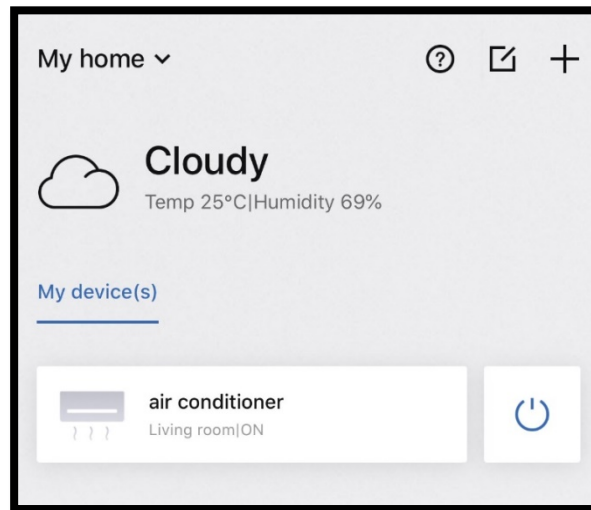 My home
Cloudy
Temp 25°C|Humidity 69%
My device(s)
air conditioner
Living room|ON